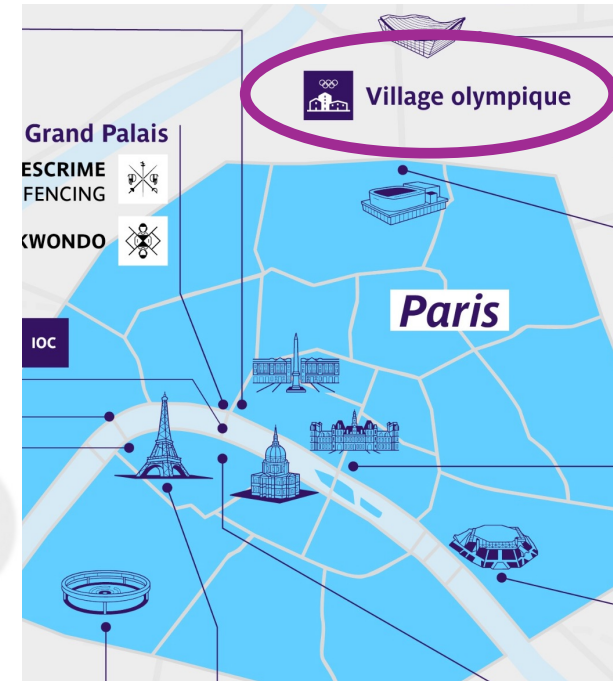 Village olympique
Grand Palais
ESCRIME
FENCING
KWONDO
Paris
IOC